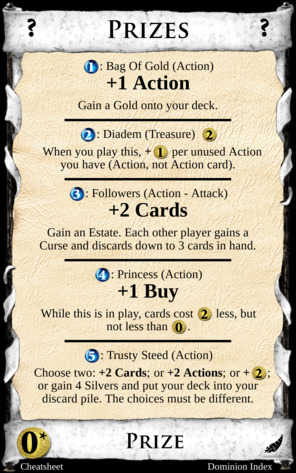 ? PRIZES ?
1: Bag Of Gold (Action)
+1 Action
Gain a Gold onto your deck.
2: Diadem (Treasure) 2
When you play this, + 1 per unused Action
you have (Action, not Action card).
3: Followers (Action - Attack)
+2 Cards
Gain an Estate. Each other player gains a
Curse and discards down to 3 cards in hand.
4: Princess (Action)
+1 Buy
While this is in play, cards cost 2 less, but
not less than 0.
5: Trusty Steed (Action)
Choose two: +2 Cards; or +2 Actions; or + 2;
or gain 4 Silvers and put your deck into your
discard pile. The choices must be different.
0* PRIZE
Cheatsheet Dominion Index